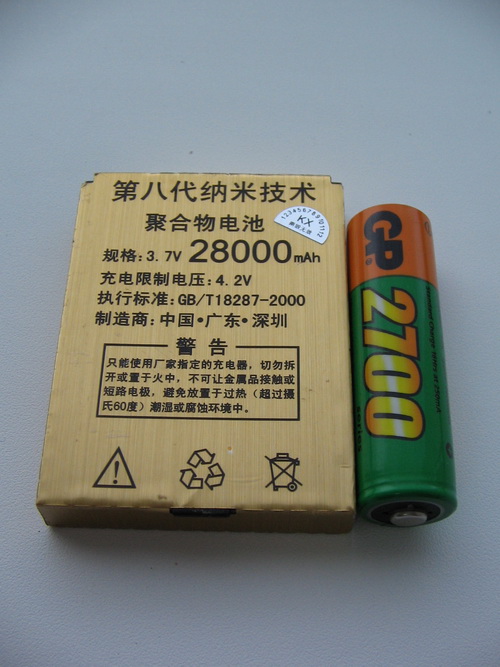 第八代纳米技术
聚合物电池
规格: 3.7V 28000mAh
充电限制电压: 4.2V
执行标准: GB/T18287-2000
制造商: 中国·广东·深圳
警告
只能使用厂家指定的充电器，切勿拆
开或置于火中，不可让金属品接触或
短路电极，避免放置于过热（超过摄
氏60度）潮湿或腐蚀环境中.
KX
GP
2700